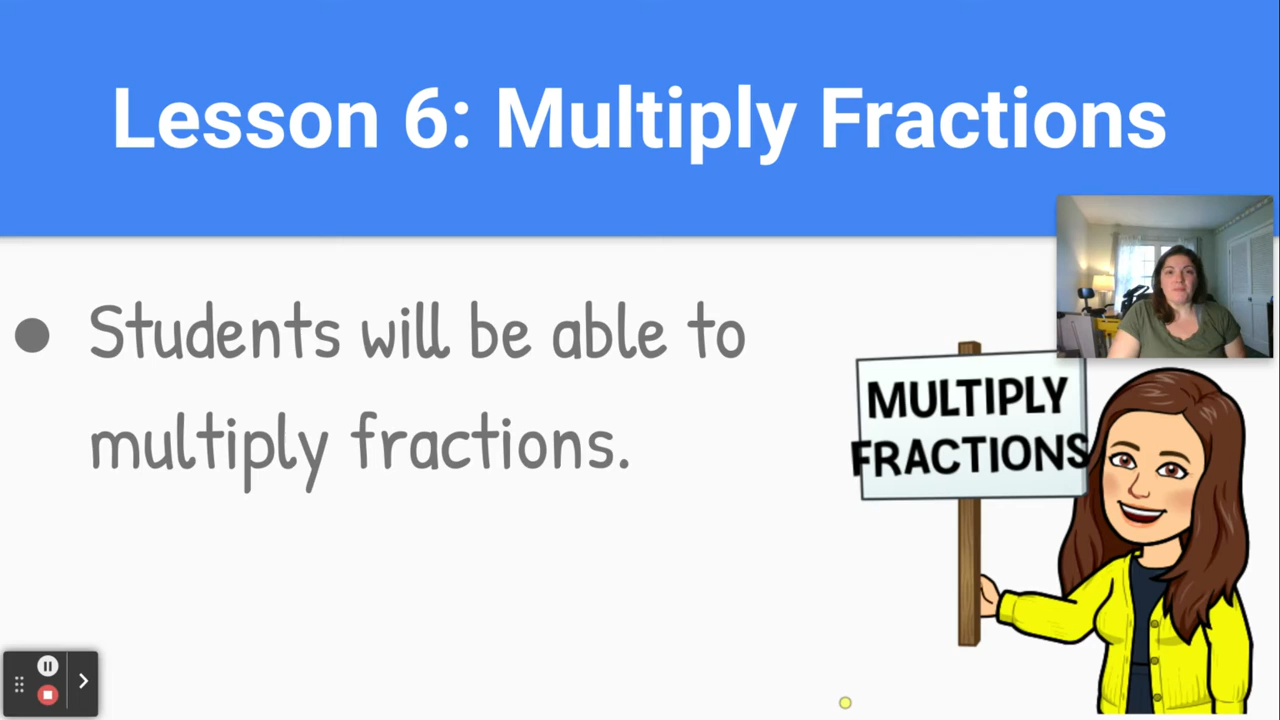 Lesson 6: Multiply Fractions
● Students will be able to
multiply fractions.
MULTIPLY
FRACTIONS